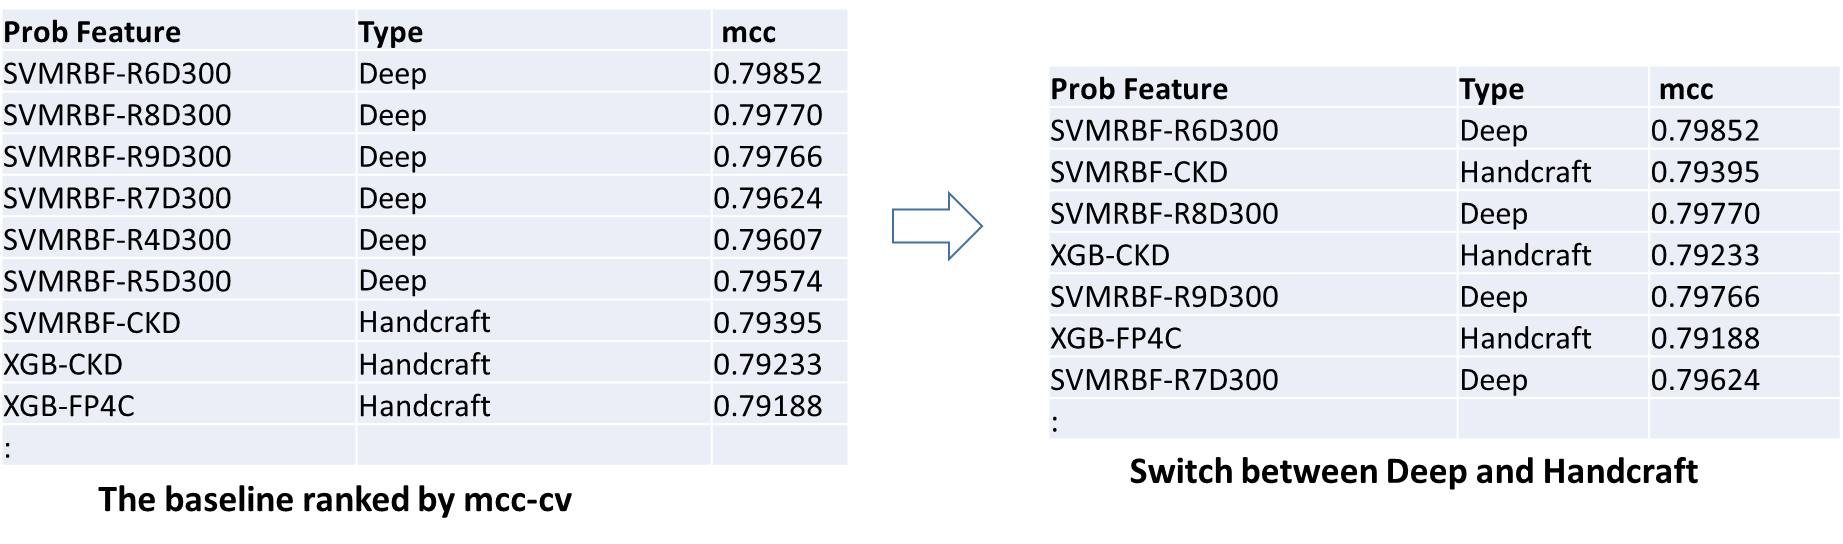 Prob Feature Type mcc
SVMRBF-R6D300 Deep 0.79852
SVMRBF-R8D300 Deep 0.79770
SVMRBF-R9D300 Deep 0.79766
SVMRBF-R7D300 Deep 0.79624
SVMRBF-R4D300 Deep 0.79607
SVMRBF-R5D300 Deep 0.79574
SVMRBF-CKD Handcraft 0.79395
XGB-CKD Handcraft 0.79233
XGB-FP4C Handcraft 0.79188
:
The baseline ranked by mcc-cv
Prob Feature Type mcc
SVMRBF-R6D300 Deep 0.79852
SVMRBF-CKD Handcraft 0.79395
SVMRBF-R8D300 Deep 0.79770
XGB-CKD Handcraft 0.79233
SVMRBF-R9D300 Deep 0.79766
XGB-FP4C Handcraft 0.79188
SVMRBF-R7D300 Deep 0.79624
:
Switch between Deep and Handcraft